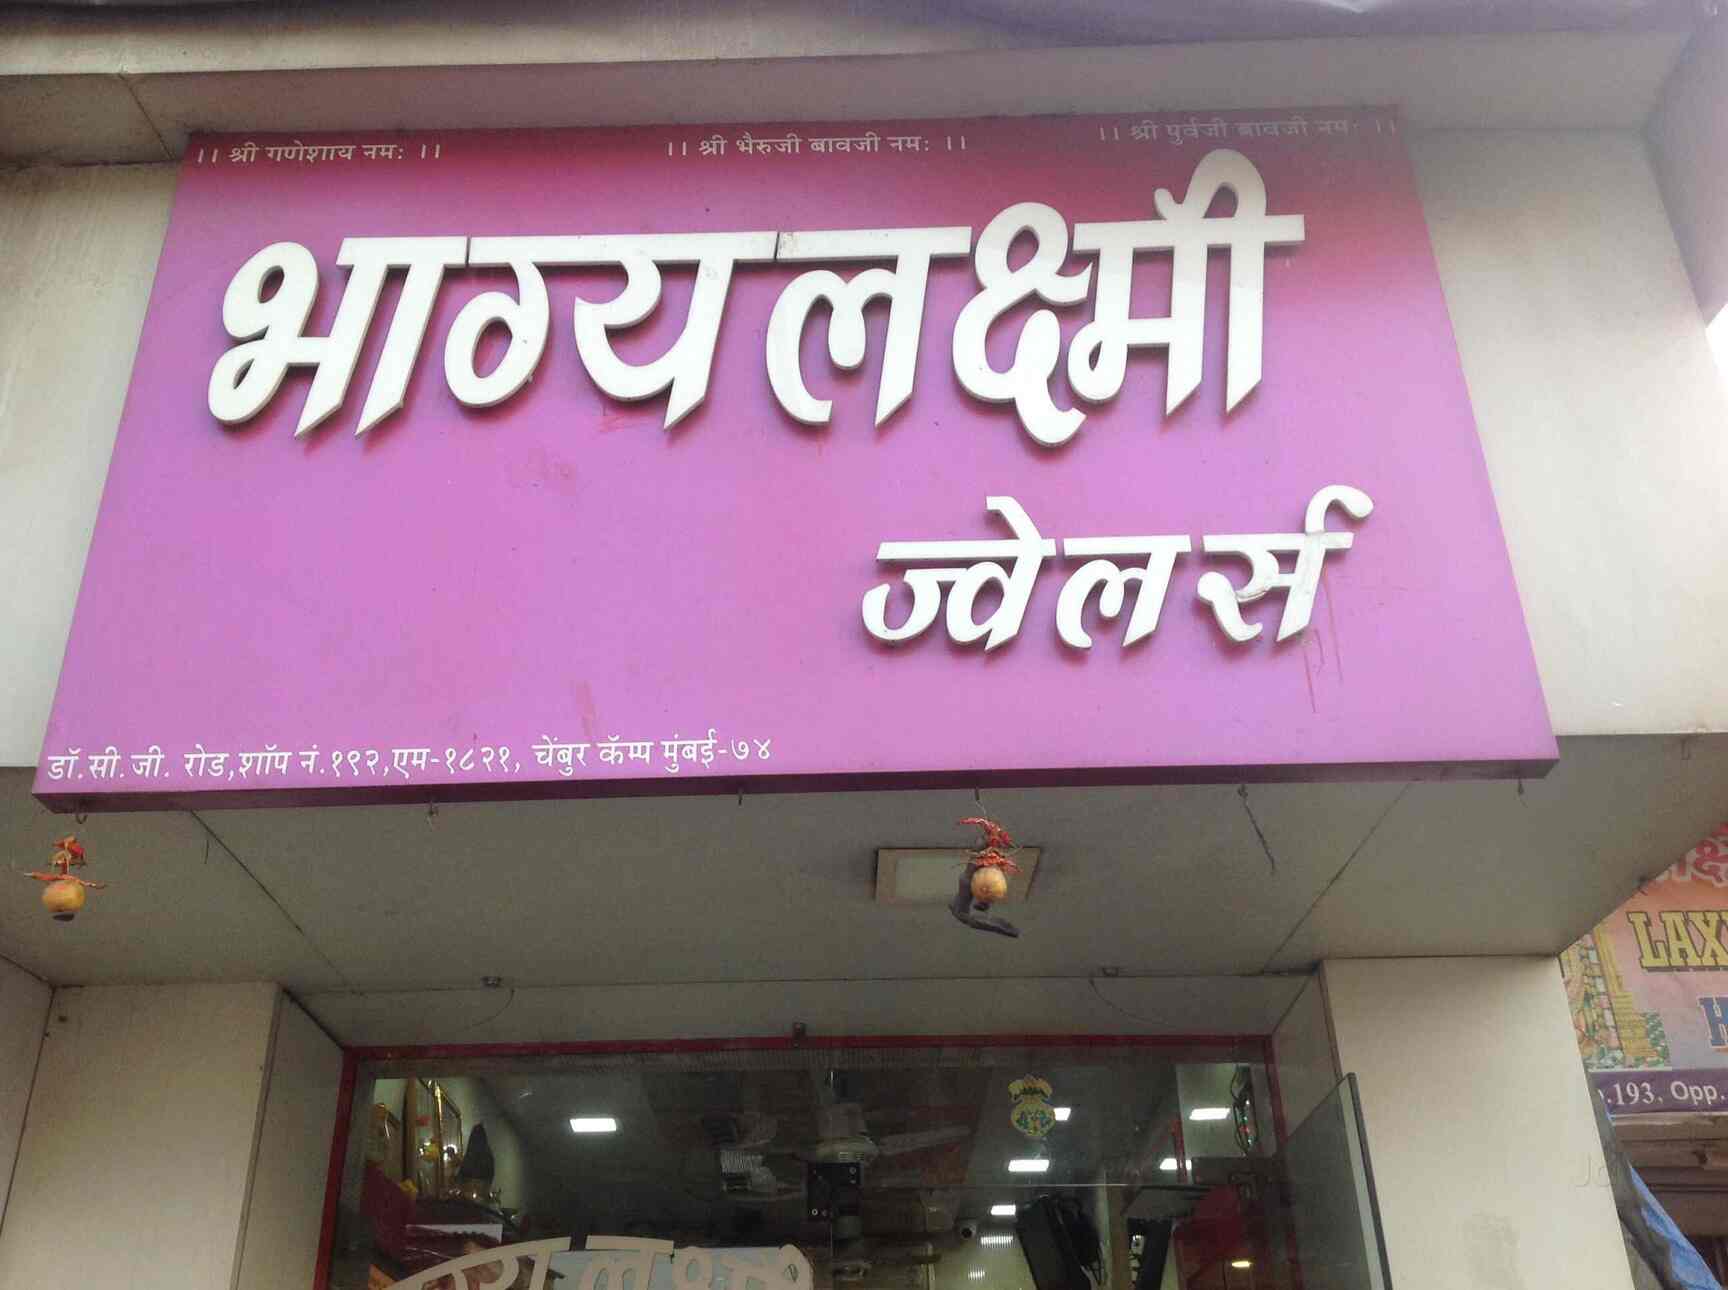 ।। श्री गणेशाय नमः ।। ।। श्री भैरुजी बावजी नमः ।। ।। श्री पुर्वजी बावजी नमः ।।
भाग्यलक्ष्मी
ज्वेलर्स
डॉ.सी.जी. रोड,शॉप नं.१९२,एम-१८२१, चेंबुर कॅम्प मुंबई-७४
.193, Opp.